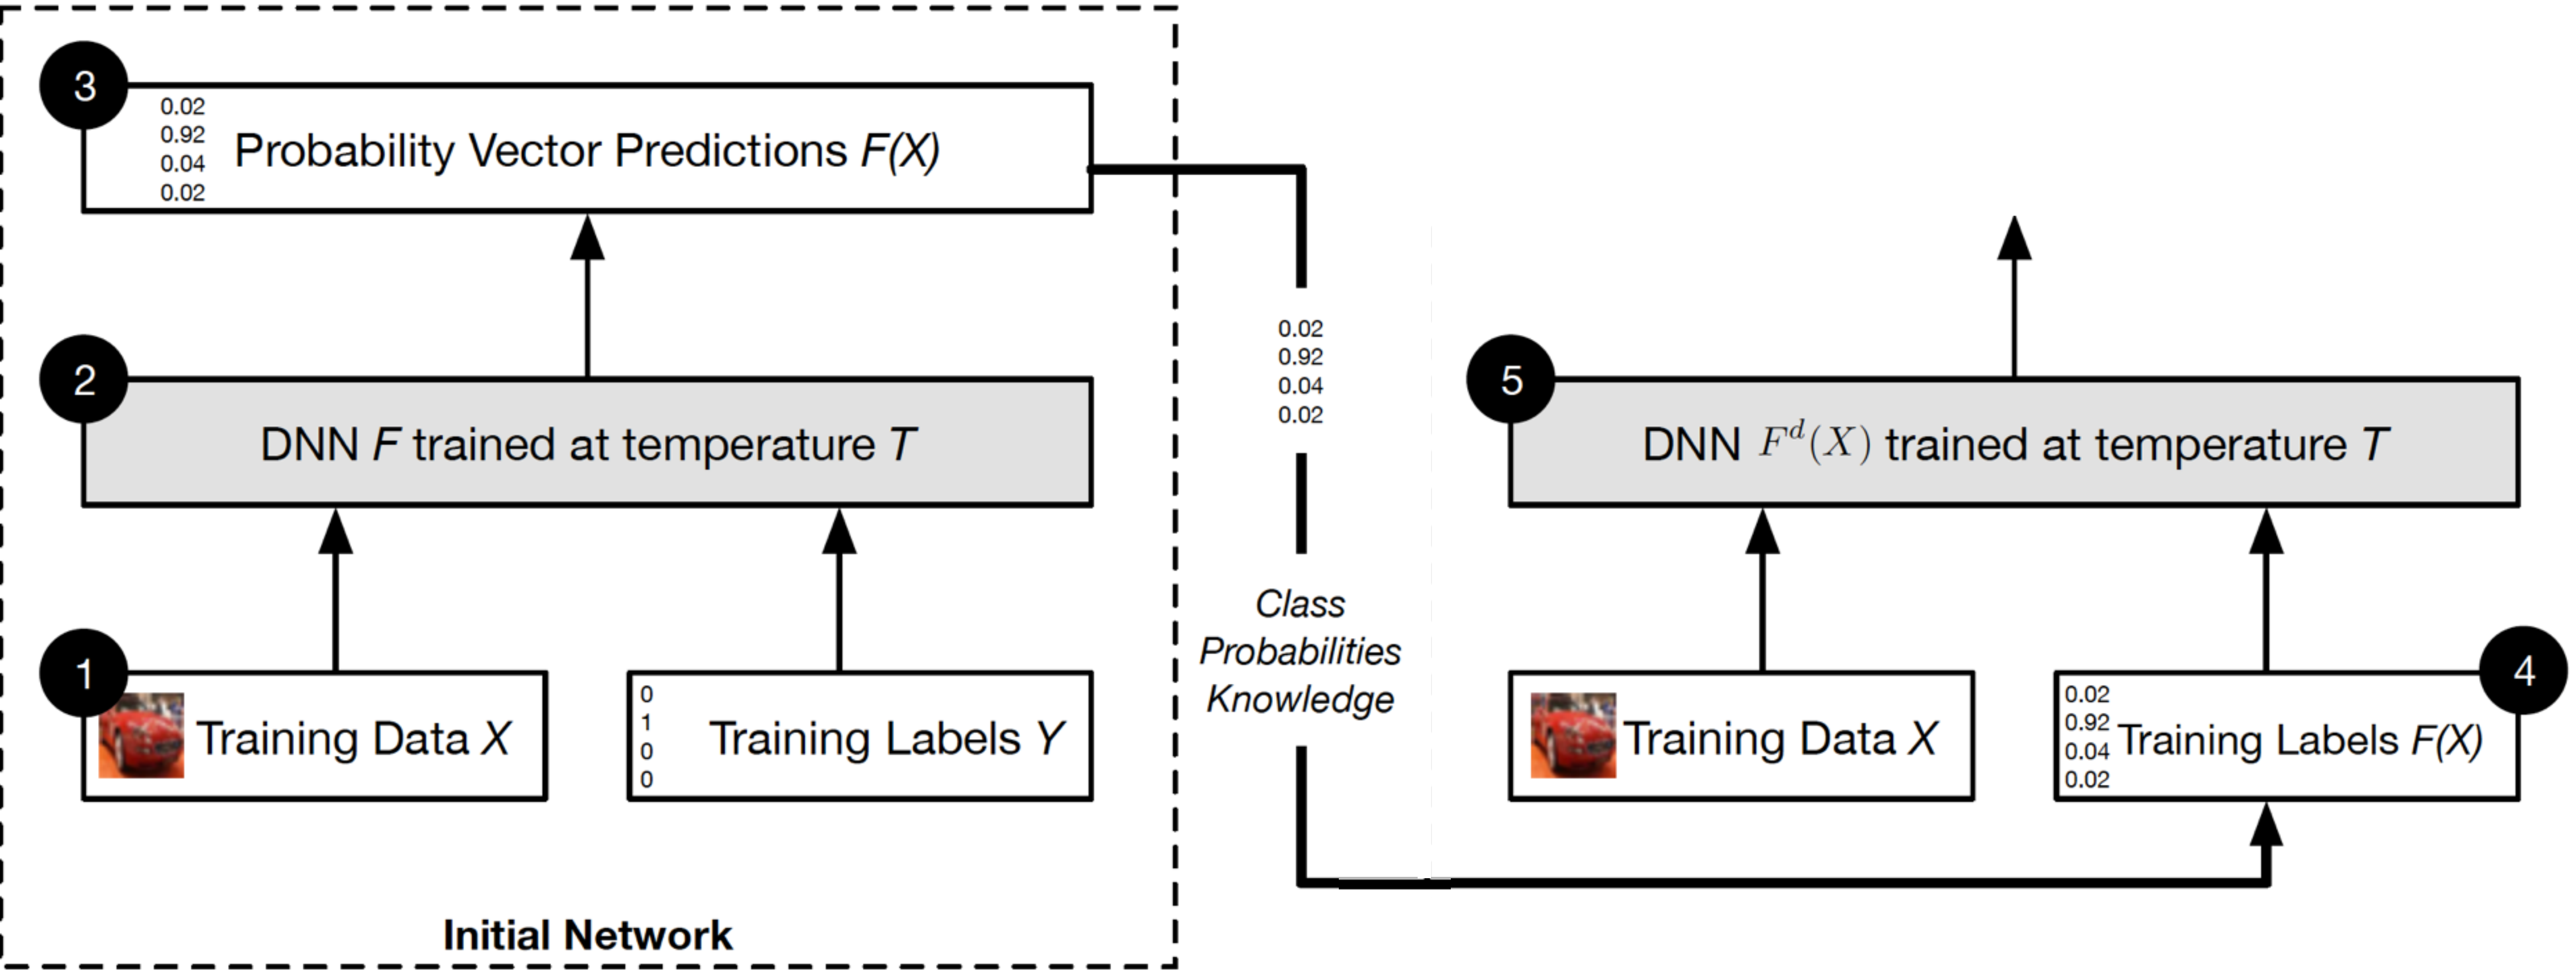 3
0.02
0.92
0.04
0.02
Probability Vector Predictions F(X)
2
DNN F trained at temperature T
1
Training Data X
0
1
0
0
Training Labels Y
Initial Network
0.02
0.92
0.04
0.02
Class
Probabilities
Knowledge
5
DNN F^d(X) trained at temperature T
Training Data X
4
0.02
0.92
0.04
0.02
Training Labels F(X)